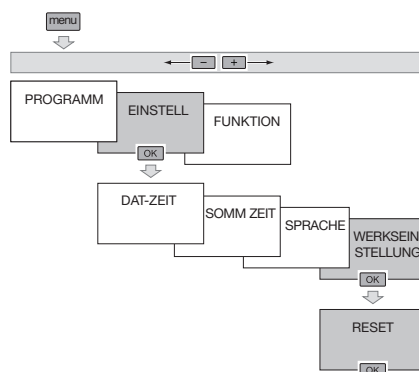 menu
− +
PROGRAMM
EINSTELL
FUNKTION
OK
DAT-ZEIT
SOMM ZEIT
SPRACHE
WERKSEIN
STELLUNG
OK
RESET
OK